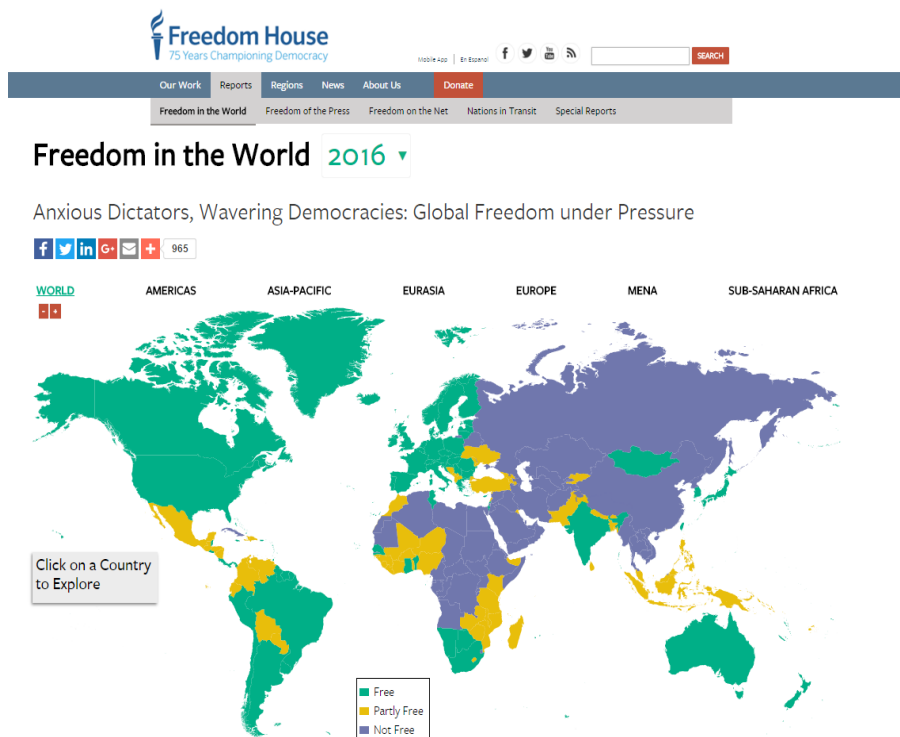 Freedom House
75 Years Championing Democracy
Mobile App | En Espanol
SEARCH
Our Work Reports Regions News About Us Donate
Freedom in the World Freedom of the Press Freedom on the Net Nations in Transit Special Reports
Freedom in the World 2016
Anxious Dictators, Wavering Democracies: Global Freedom under Pressure
965
WORLD AMERICAS ASIA-PACIFIC EURASIA EUROPE MENA SUB-SAHARAN AFRICA
- +
Click on a Country
to Explore
Free
Partly Free
Not Free